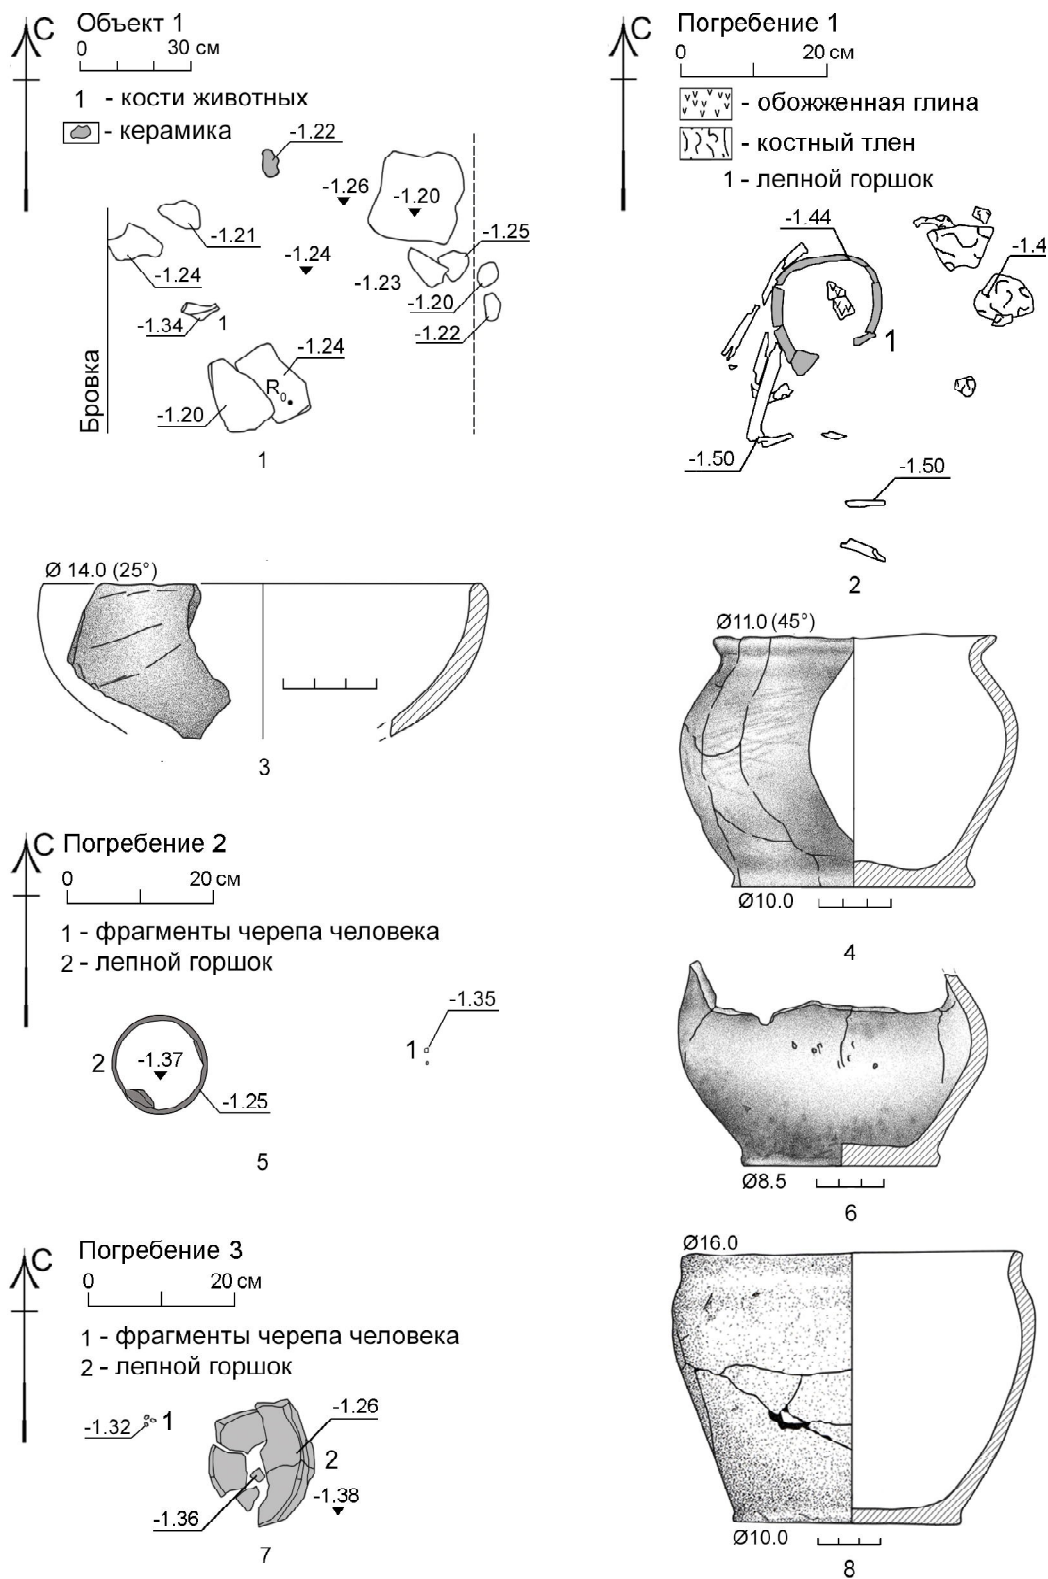 С Объект 1
0 30 см
1 - кости животных
- керамика
-1.22
-1.26
-1.20
-1.21
-1.24
-1.24
-1.25
-1.23
-1.20
-1.22
-1.34
1
-1.24
R0
-1.20
Бровка
1
С Погребение 1
0 20 см
- обожженная глина
- костный тлен
1 - лепной горшок
-1.44
-1.4
1
-1.50
-1.50
2
Ø 14.0 (25°)
3
Ø11.0 (45°)
Ø10.0
4
С Погребение 2
0 20 см
1 - фрагменты черепа человека
2 - лепной горшок
2
-1.37
-1.25
1
-1.35
5
Ø8.5
6
С Погребение 3
0 20 см
1 - фрагменты черепа человека
2 - лепной горшок
-1.32
1
-1.26
2
-1.38
-1.36
7
Ø16.0
Ø10.0
8